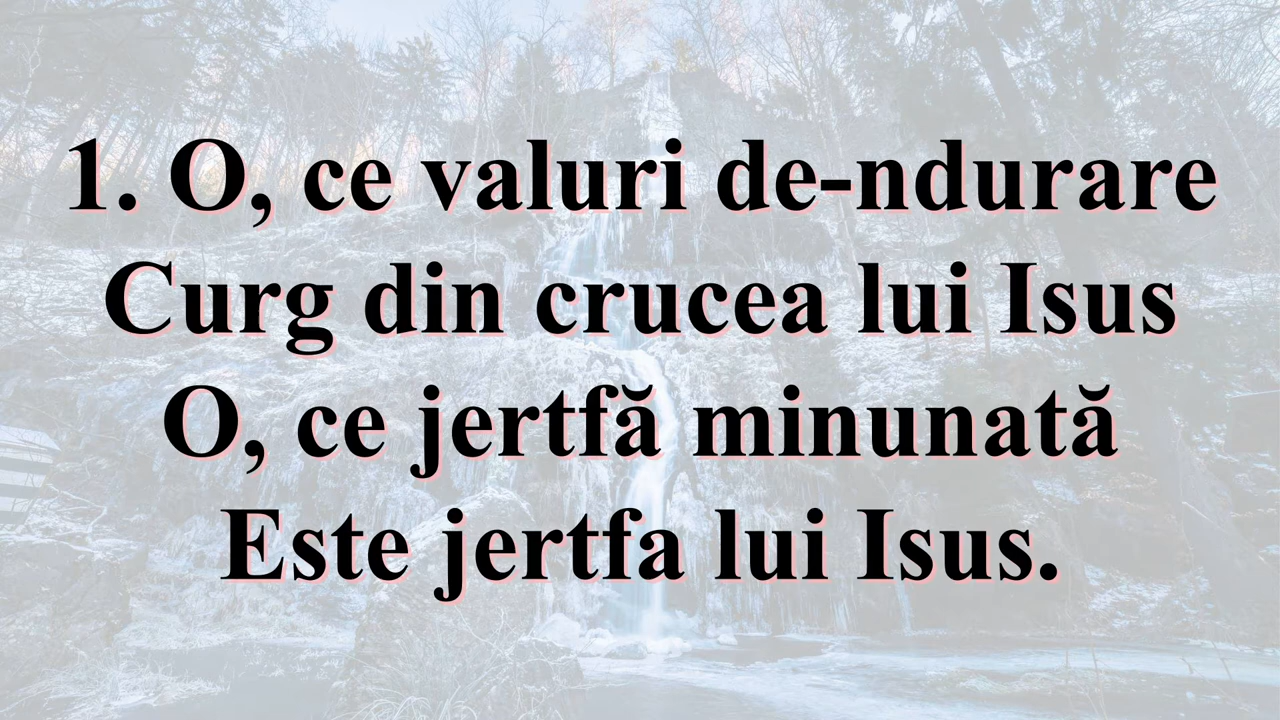 1. O, ce valuri de-ndurare
Curg din crucea lui Isus
O, ce jertfă minunată
Este jertfa lui Isus.